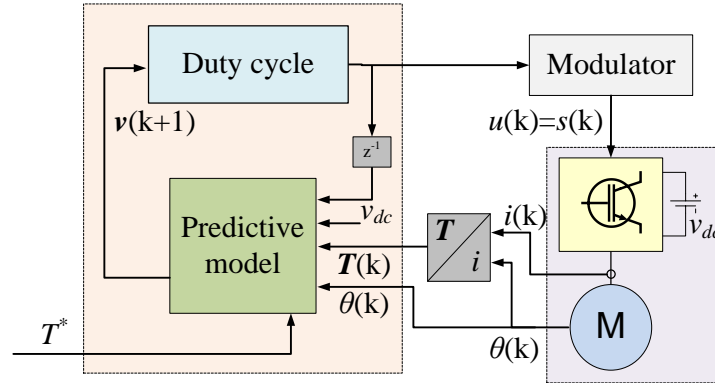 Duty cycle
Modulator
v(k+1)
u(k)=s(k)
z⁻¹
Predictive
model
v_dc
T
i
i(k)
v_dc
T(k)
θ(k)
θ(k)
M
T*
+
-